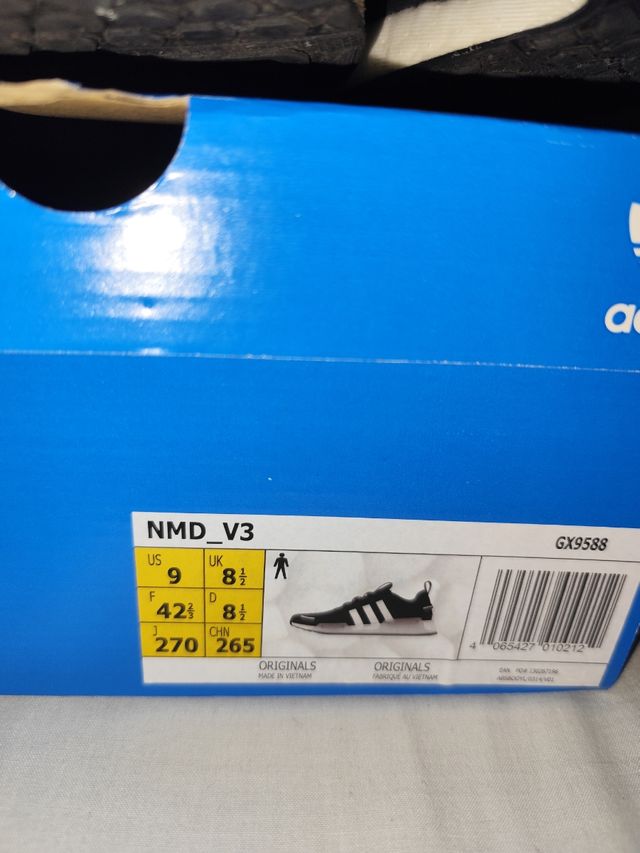 ad
NMD_V3
GX9588
US 9 UK 8½
F 42⅔ D 8½
J 270 CHN 265
4 065427 010212
ORIGINALS ORIGINALS
MADE IN VIETNAM FABRIQUÉ AU VIETNAM